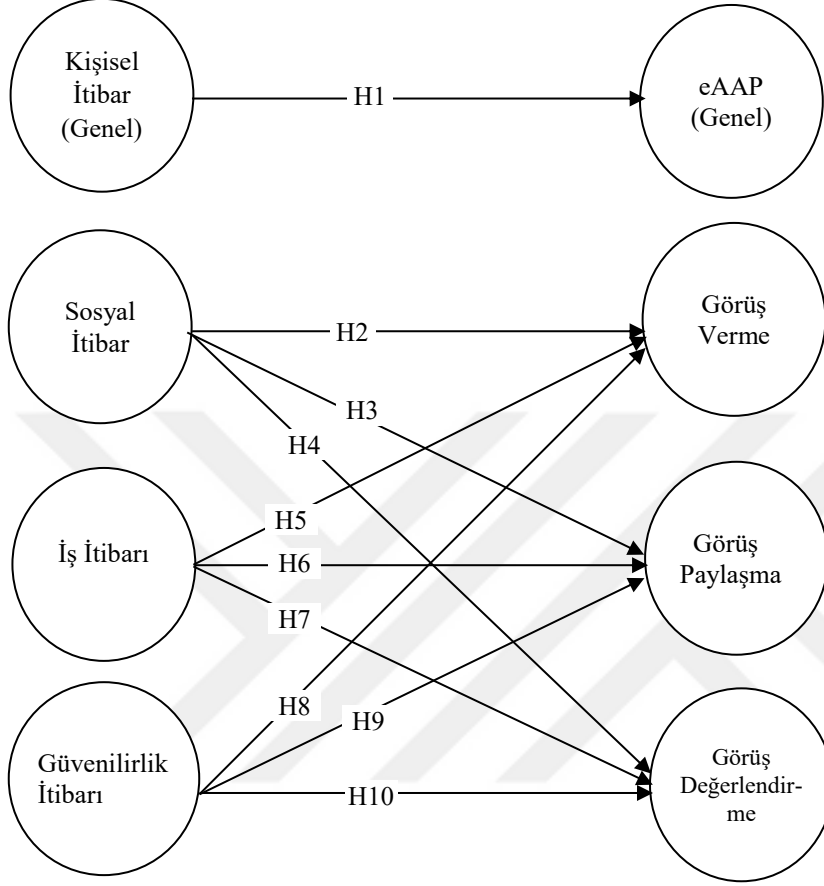 Kişisel
İtibar
(Genel)
H1
eAAP
(Genel)
Sosyal
İtibar
H2
Görüş
Verme
H3
H4
İş İtibarı
H5
H6
H7
Görüş
Paylaşma
Güvenilirlik
İtibarı
H8
H9
H10
Görüş
Değerlendir-
me